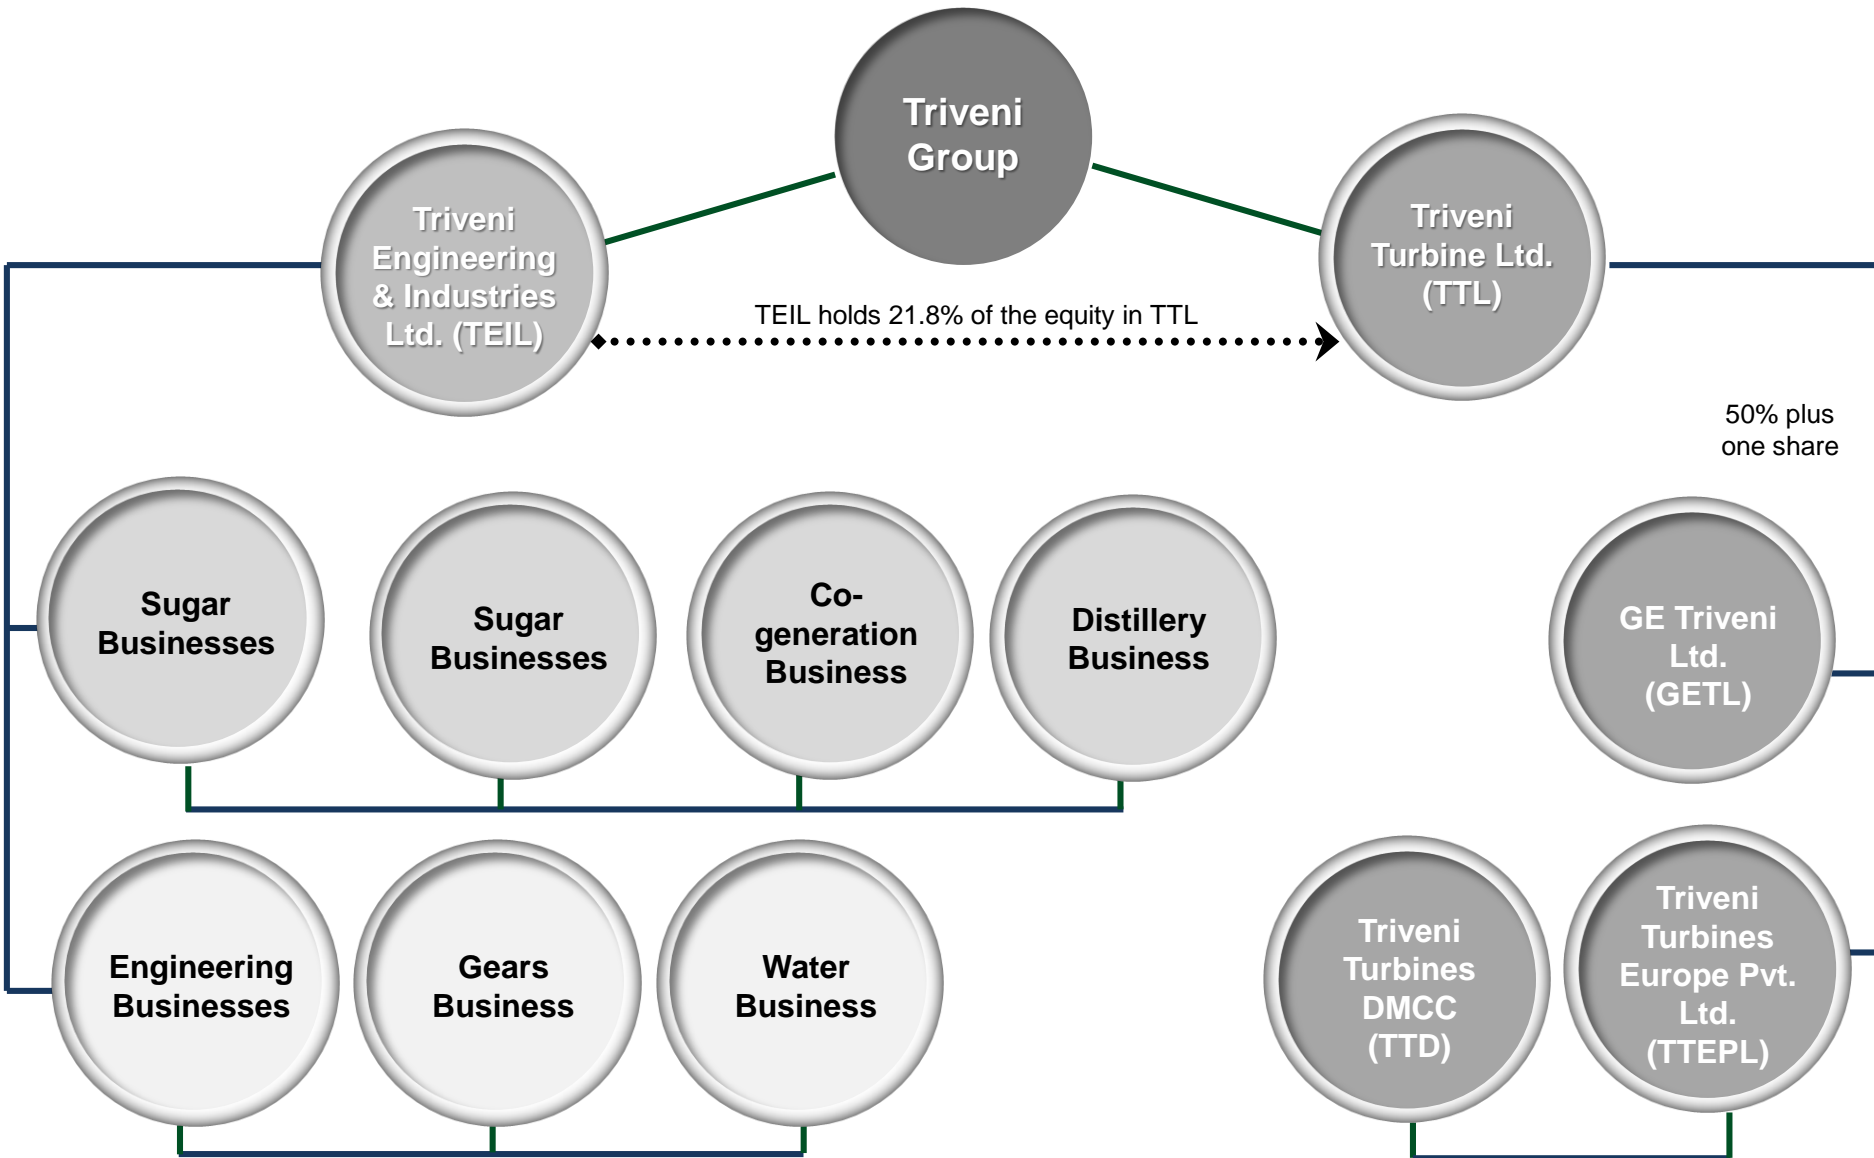 Triveni
Group
Triveni
Engineering
& Industries
Ltd. (TEIL)
Triveni
Turbine Ltd.
(TTL)
TEIL holds 21.8% of the equity in TTL
50% plus
one share
Sugar
Businesses
Sugar
Businesses
Co-
generation
Business
Distillery
Business
GE Triveni
Ltd.
(GETL)
Engineering
Businesses
Gears
Business
Water
Business
Triveni
Turbines
DMCC
(TTD)
Triveni
Turbines
Europe Pvt.
Ltd.
(TTEPL)